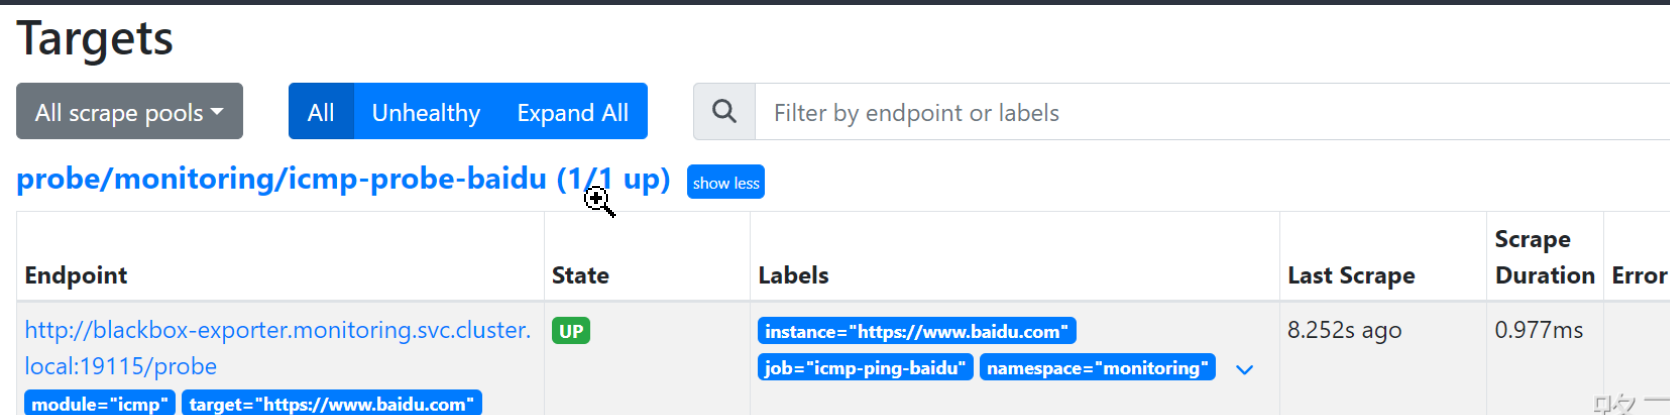 Targets
All scrape pools
All Unhealthy Expand All
Filter by endpoint or labels
probe/monitoring/icmp-probe-baidu (1/1 up) show less
Endpoint State Labels Last Scrape Scrape Duration Error
http://blackbox-exporter.monitoring.svc.cluster.
local:19115/probe
module="icmp" target="https://www.baidu.com"
UP
instance="https://www.baidu.com"
job="icmp-ping-baidu" namespace="monitoring"
8.252s ago
0.977ms